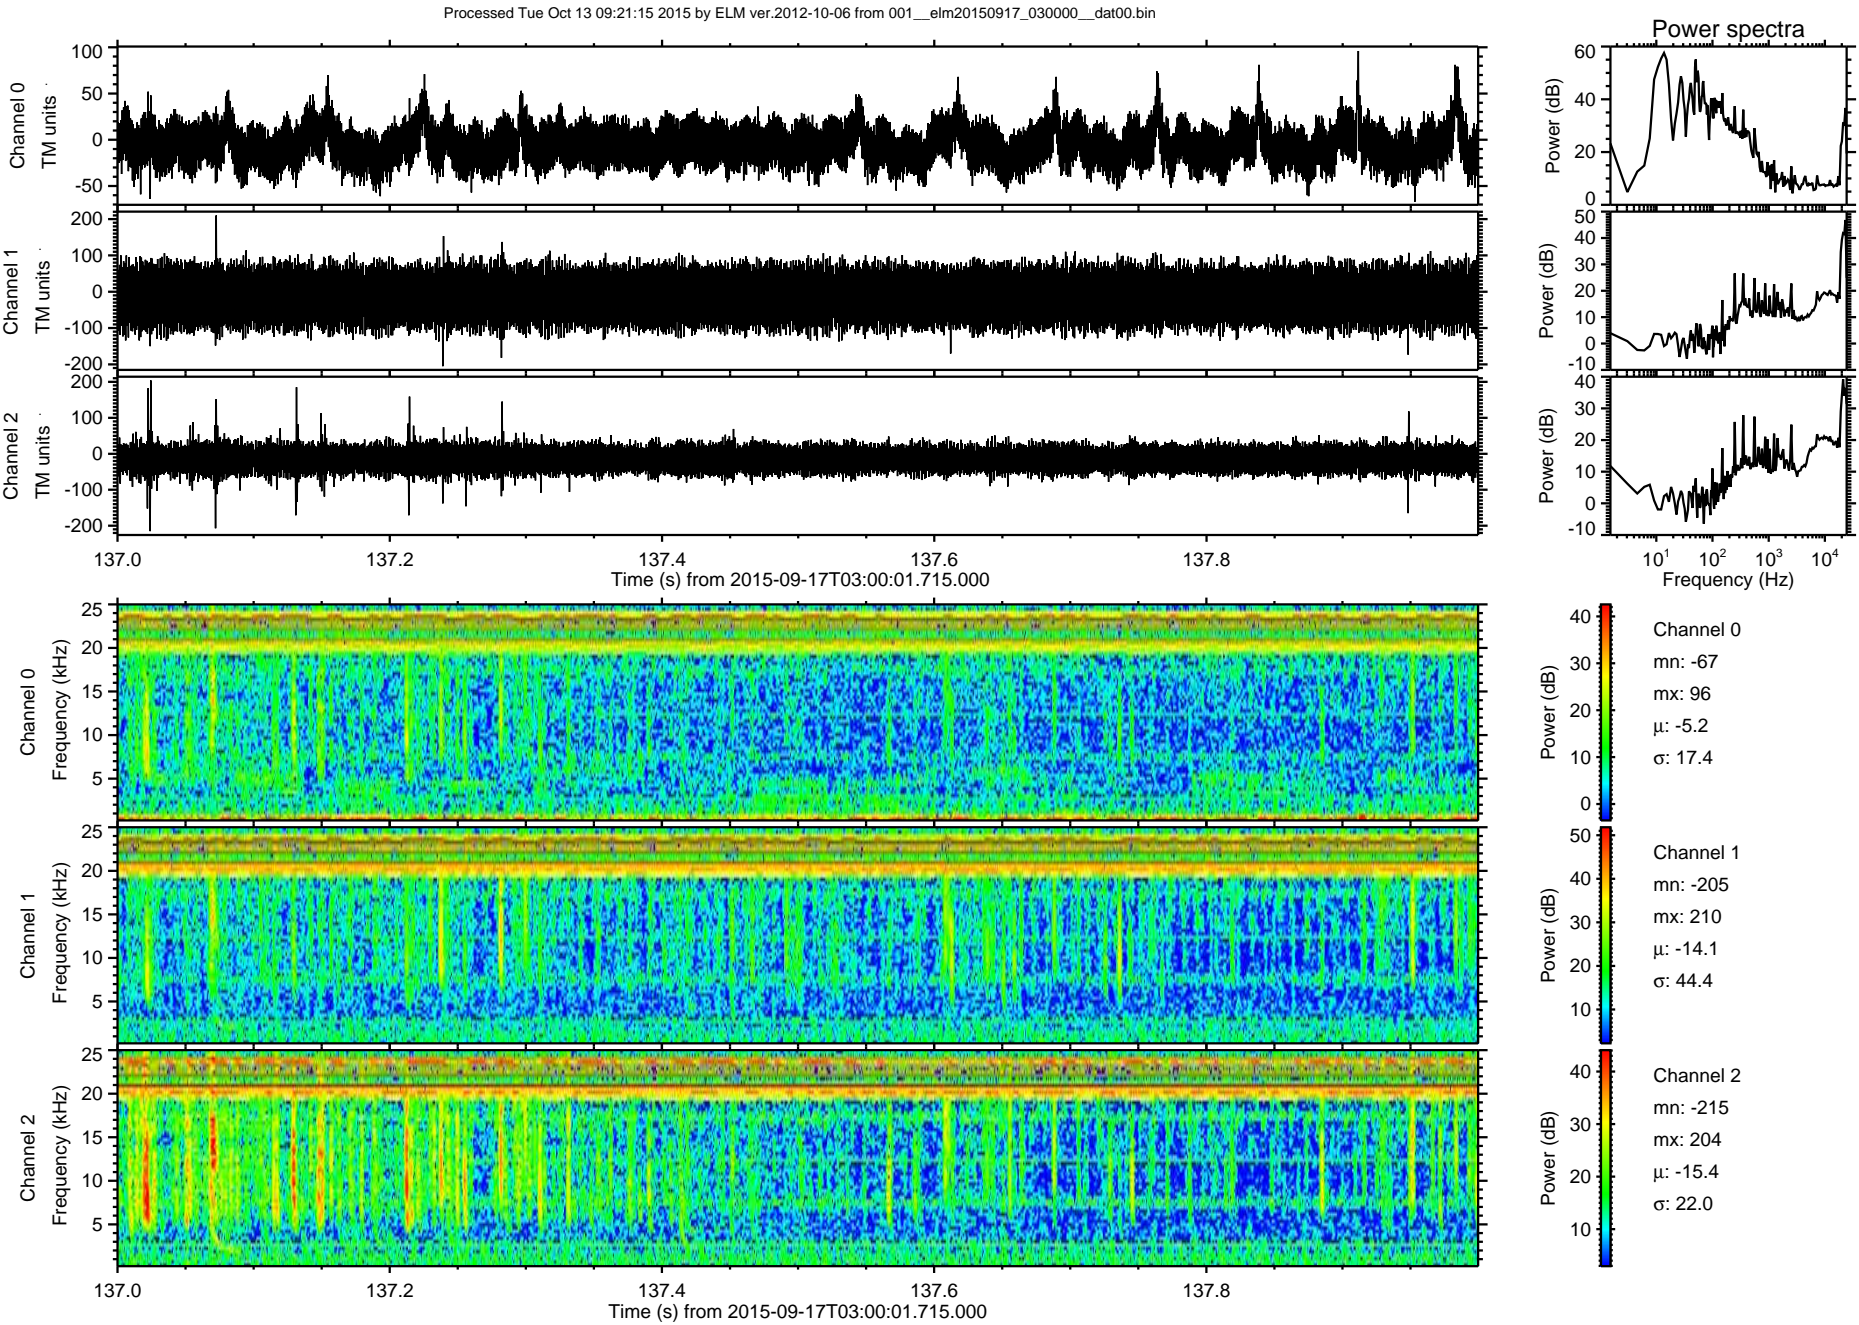 Processed Tue Oct 13 09:21:15 2015 by ELM ver.2012-10-06 from 001__elm20150917_030000__dat00.bin
Power spectra
Channel 0
TM units
100
50
0
-50
Power (dB)
60
40
20
0
Channel 1
TM units
200
100
0
-100
-200
Power (dB)
50
40
30
20
10
0
-10
Channel 2
TM units
200
100
0
-100
-200
Power (dB)
40
30
20
10
0
-10
137.0 137.2 137.4 137.6 137.8
Time (s) from 2015-09-17T03:00:01.715.000
10¹ 10² 10³ 10⁴
Frequency (Hz)
Channel 0
Frequency (kHz)
25
20
15
10
5
Power (dB)
40
30
20
10
0
Channel 0
mn: -67
mx: 96
μ: -5.2
σ: 17.4
Channel 1
Frequency (kHz)
25
20
15
10
5
Power (dB)
50
40
30
20
10
Channel 1
mn: -205
mx: 210
μ: -14.1
σ: 44.4
Channel 2
Frequency (kHz)
25
20
15
10
5
Power (dB)
40
30
20
10
Channel 2
mn: -215
mx: 204
μ: -15.4
σ: 22.0
137.0 137.2 137.4 137.6 137.8
Time (s) from 2015-09-17T03:00:01.715.000